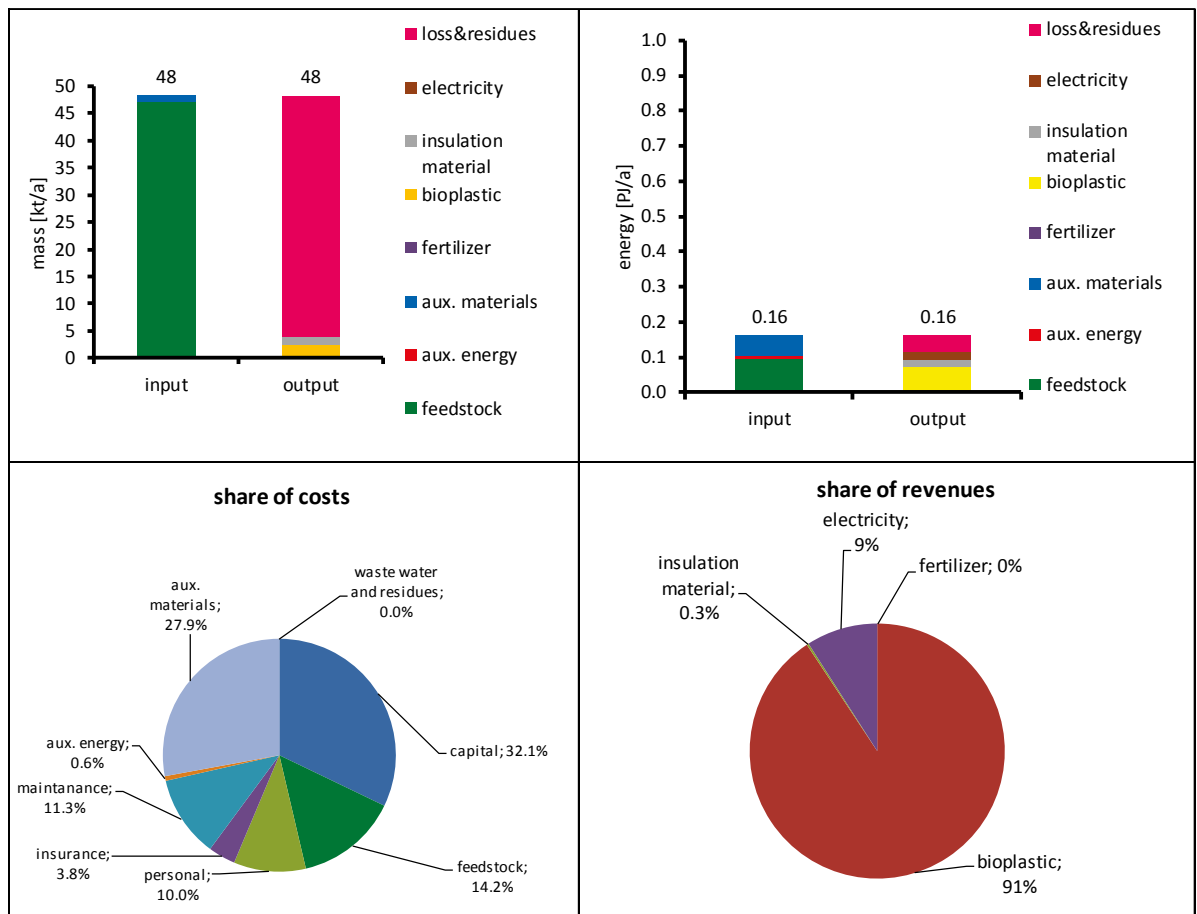 48
48
50
45
40
35
30
25
20
15
10
5
0
mass [kt/a]
input
output
loss&residues
electricity
insulation
material
bioplastic
fertilizer
aux. materials
aux. energy
feedstock
1.0
0.9
0.8
0.7
0.6
0.5
0.4
0.3
0.2
0.1
0.0
energy [PJ/a]
0.16
0.16
input
output
loss&residues
electricity
insulation
material
bioplastic
fertilizer
aux. materials
aux. energy
feedstock
share of costs
waste water
and residues;
0.0%
aux.
materials;
27.9%
capital; 32.1%
aux. energy;
0.6%
maintanance;
11.3%
insurance;
3.8%
personal;
10.0%
feedstock;
14.2%
share of revenues
electricity;
9%
insulation
material;
0.3%
fertilizer; 0%
bioplastic;
91%